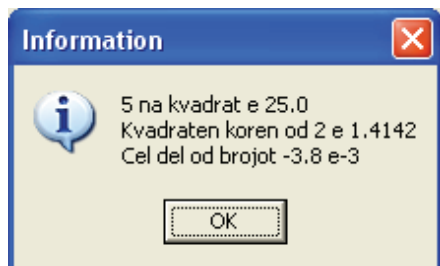 Information
5 na kvadrat e 25.0
Kvadraten koren od 2 e 1.4142
Cel del od brojot -3.8 e-3
OK